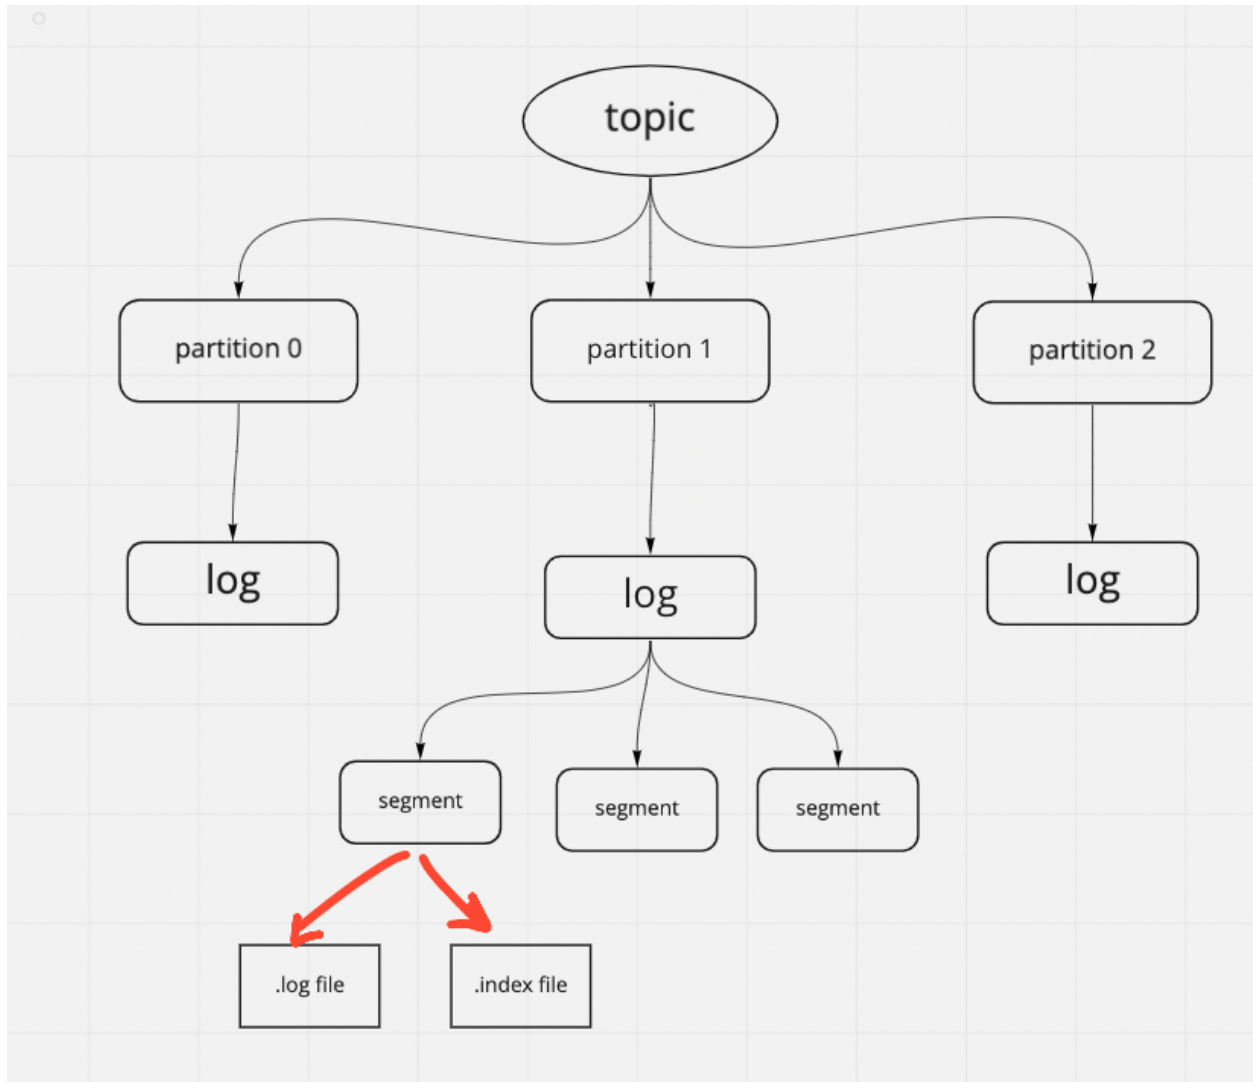 topic
partition 0
partition 1
partition 2
log
log
log
segment
segment
segment
.log file
.index file